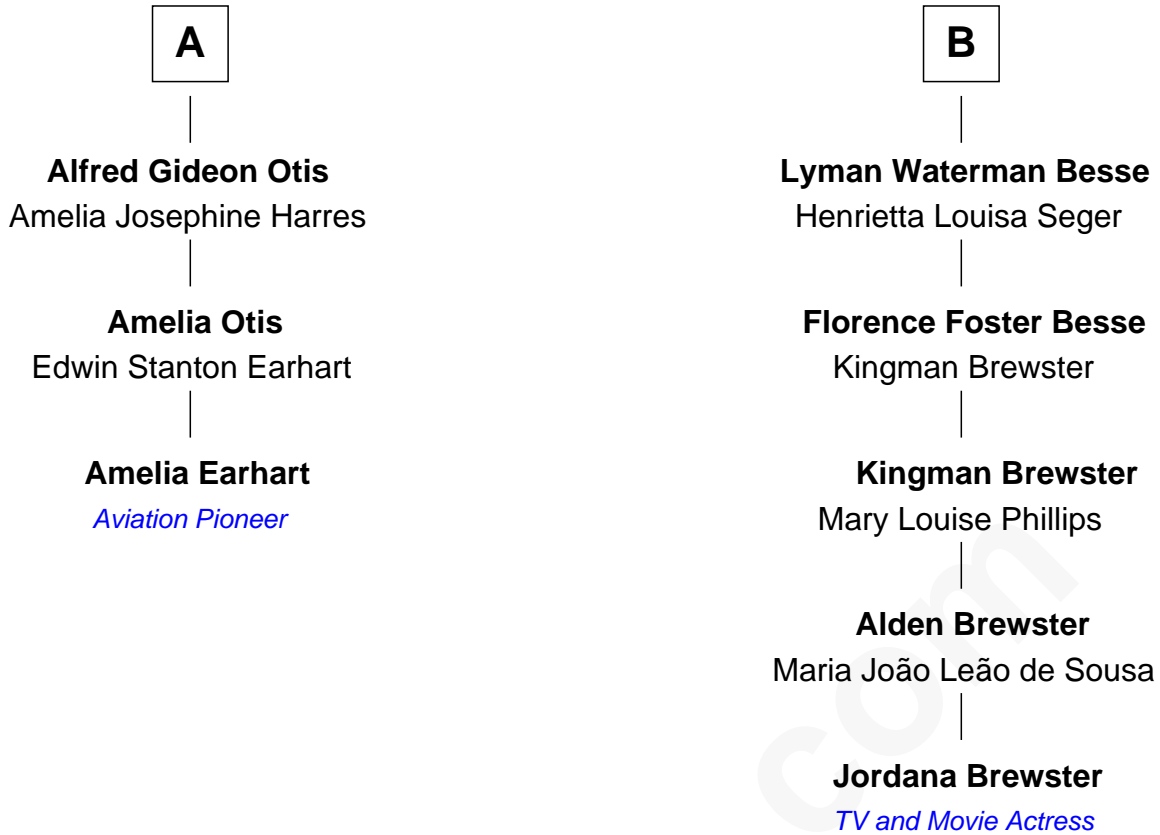 A
Alfred Gideon Otis
Amelia Josephine Harres
Amelia Otis
Edwin Stanton Earhart
Amelia Earhart
Aviation Pioneer
B
Lyman Waterman Besse
Henrietta Louisa Seger
Florence Foster Besse
Kingman Brewster
Kingman Brewster
Mary Louise Phillips
Alden Brewster
Maria João Leão de Sousa
Jordana Brewster
TV and Movie Actress
com